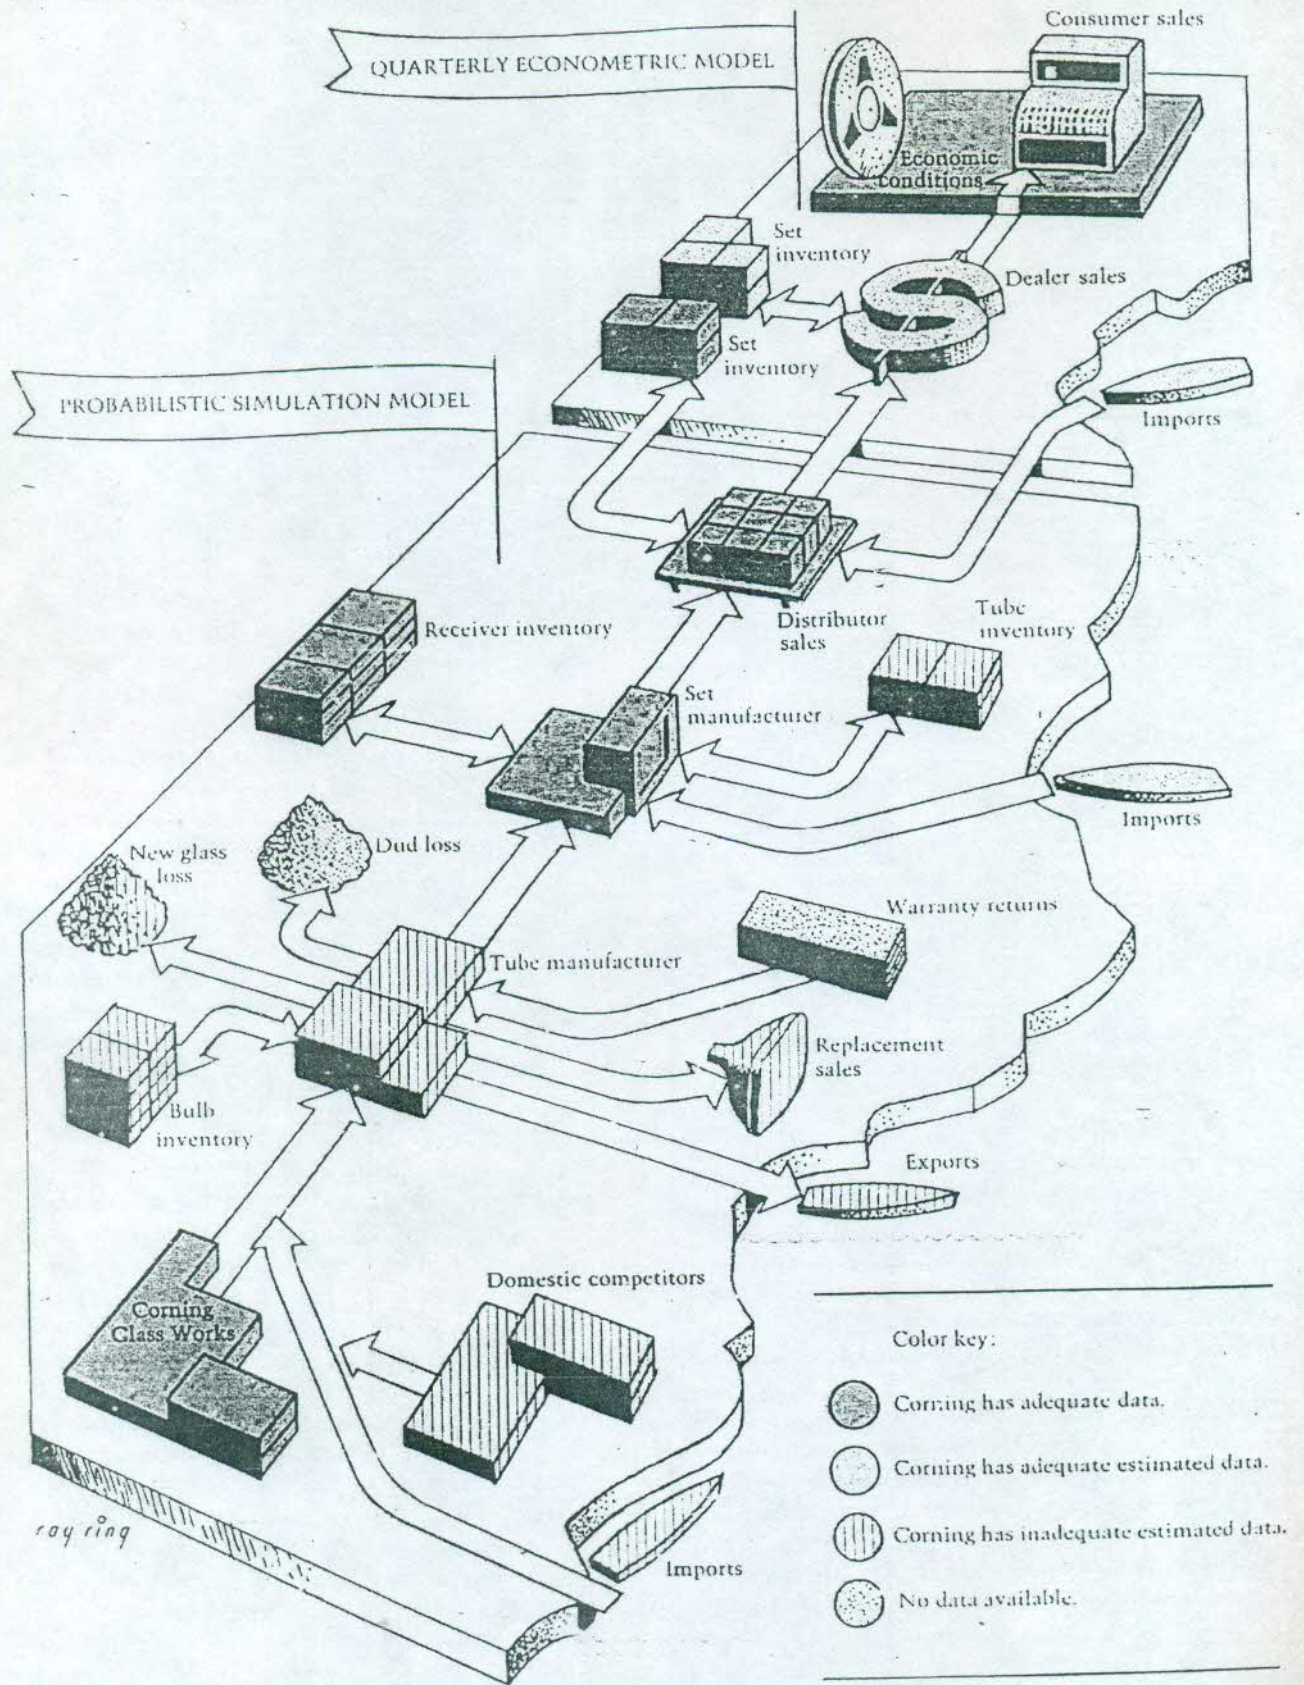 Consumer sales
QUARTERLY ECONOMETRIC MODEL
Economic
conditions
Set
inventory
Dealer sales
Set
inventory
PROBABILISTIC SIMULATION MODEL
Imports
Receiver inventory
Distributor
sales
Tube
inventory
Set
manufacturer
Imports
New glass
loss
Dud loss
Warranty returns
Tube manufacturer
Replacement
sales
Bulb
inventory
Exports
Domestic competitors
Corning
Glass Works
Color key:
Corning has adequate data.
Corning has adequate estimated data.
Corning has inadequate estimated data.
No data available.
ray ring
Imports